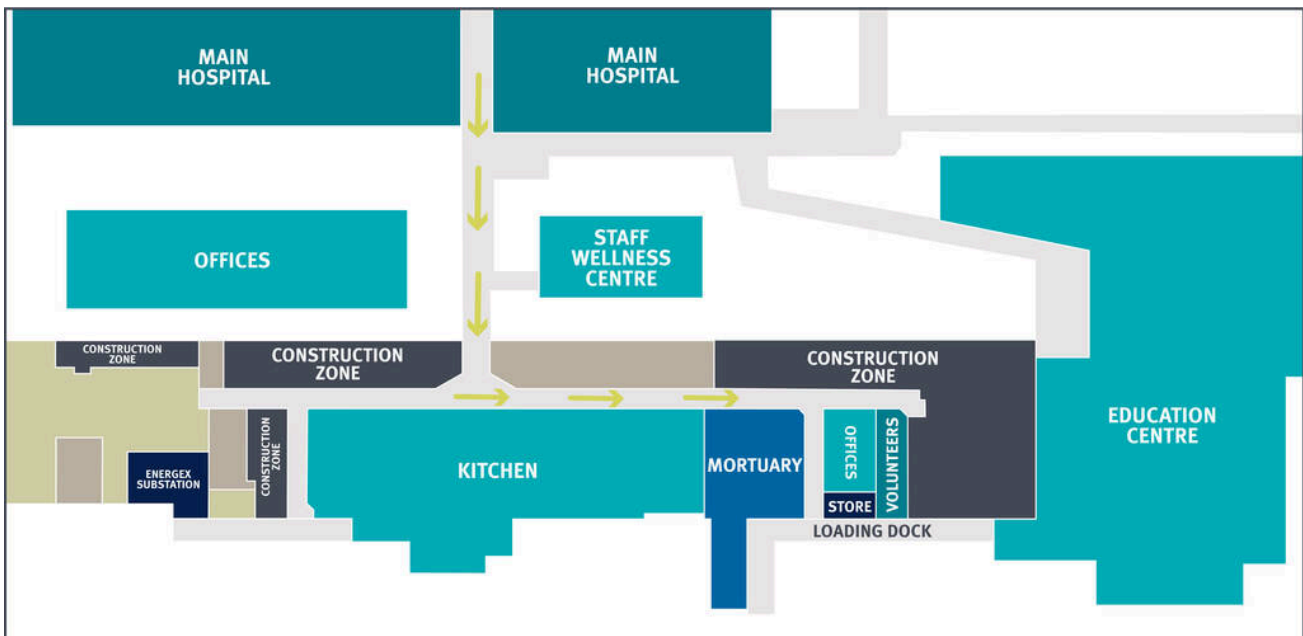 MAIN
HOSPITAL
MAIN
HOSPITAL
OFFICES
STAFF
WELLNESS
CENTRE
CONSTRUCTION
ZONE
CONSTRUCTION
ZONE
CONSTRUCTION
ZONE
ENERGEX
SUBSTATION
CONSTRUCTION
ZONE
KITCHEN
MORTUARY
OFFICES
STORE
VOLUNTEERS
LOADING DOCK
EDUCATION
CENTRE